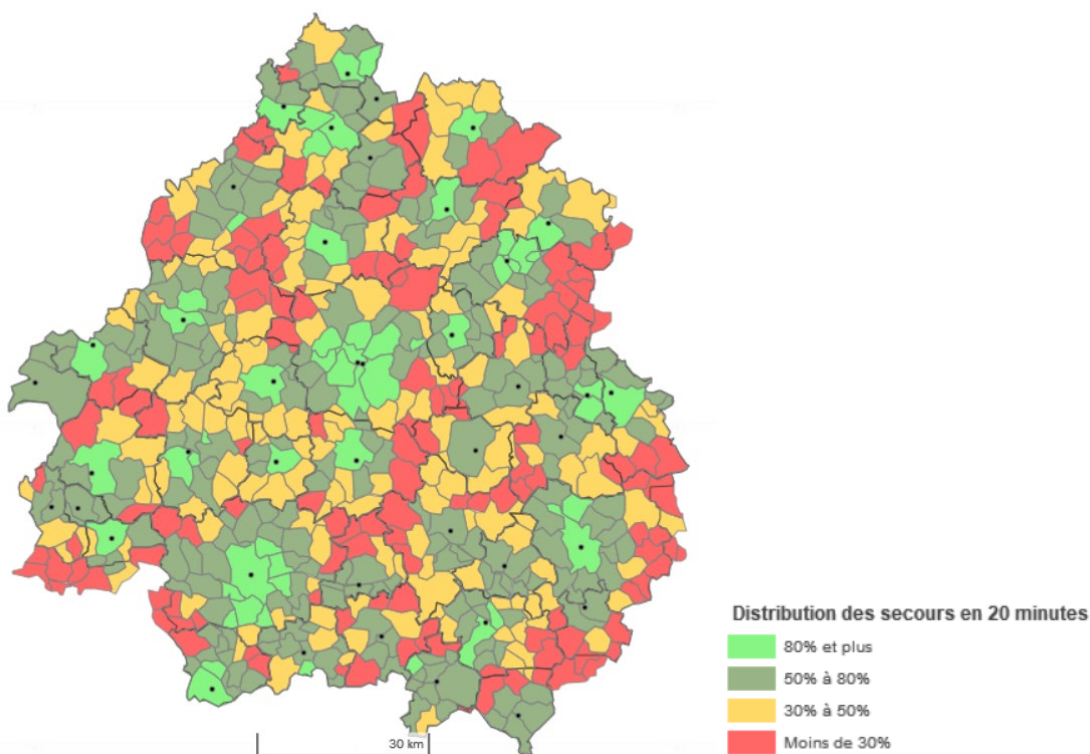 Distribution des secours en 20 minutes
80% et plus
50% à 80%
30% à 50%
30 km
Moins de 30%